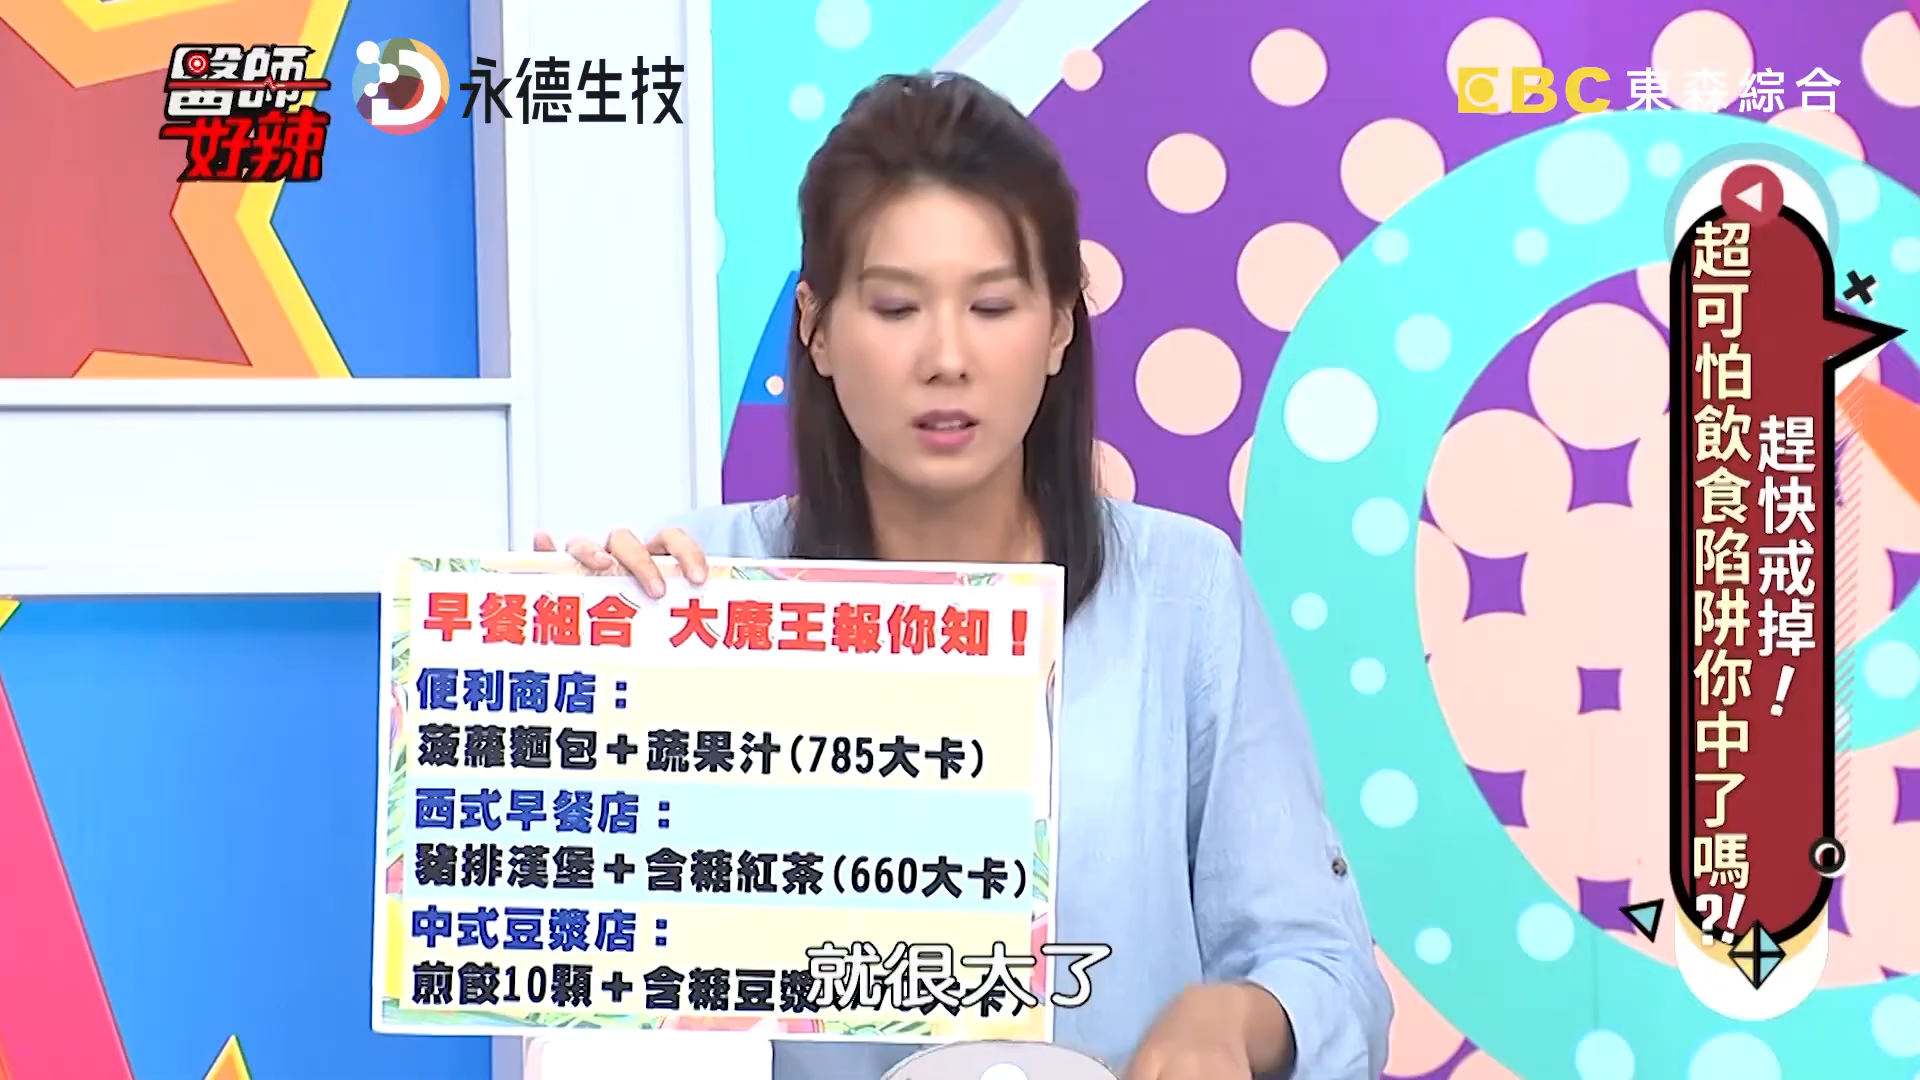 醫師
好辣
永德生技
EBC 東森綜合
超可怕飲食陷阱你中了嗎?!
趕快戒掉！
早餐組合 大魔王報你知！
便利商店：
菠蘿麵包＋蔬果汁(785大卡)
西式早餐店：
豬排漢堡＋含糖紅茶(660大卡)
中式豆漿店：
煎餃10顆＋含糖豆漿 大卡)
就很大了